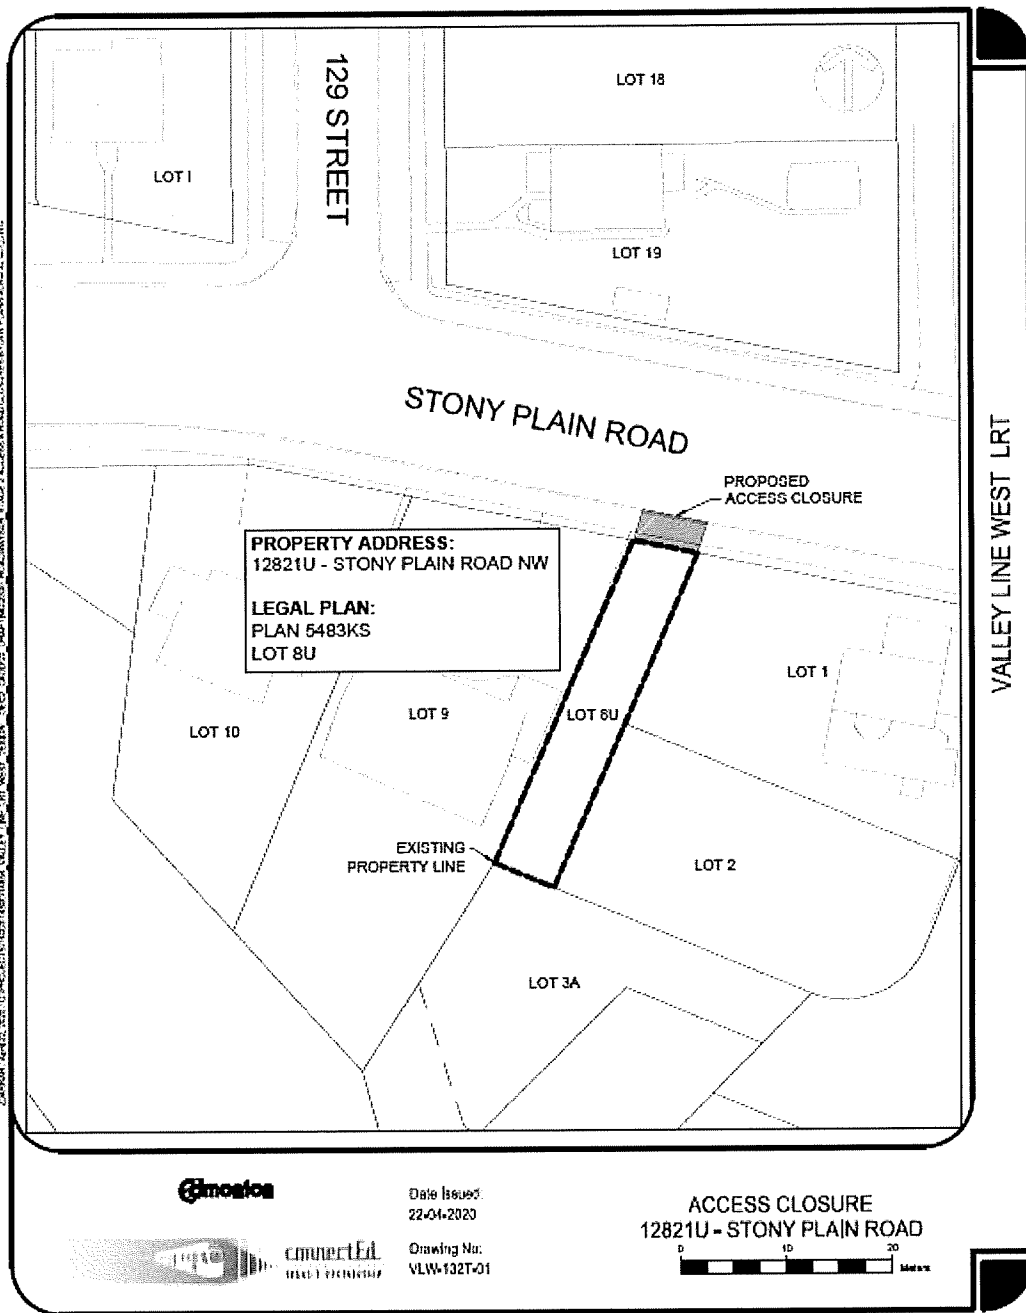 129 STREET
LOT 18
LOT I
LOT 19
STONY PLAIN ROAD
PROPOSED
ACCESS CLOSURE
PROPERTY ADDRESS:
12821U - STONY PLAIN ROAD NW
LEGAL PLAN:
PLAN 5483KS
LOT 8U
LOT 1
LOT 10
LOT 9
LOT 6U
EXISTING
PROPERTY LINE
LOT 2
LOT 3A
VALLEY LINE WEST LRT
Edmonton
connectEd
Date Issued:
22-04-2020
Drawing No:
VLW-132T-01
ACCESS CLOSURE
12821U - STONY PLAIN ROAD
0 10 20
Meters